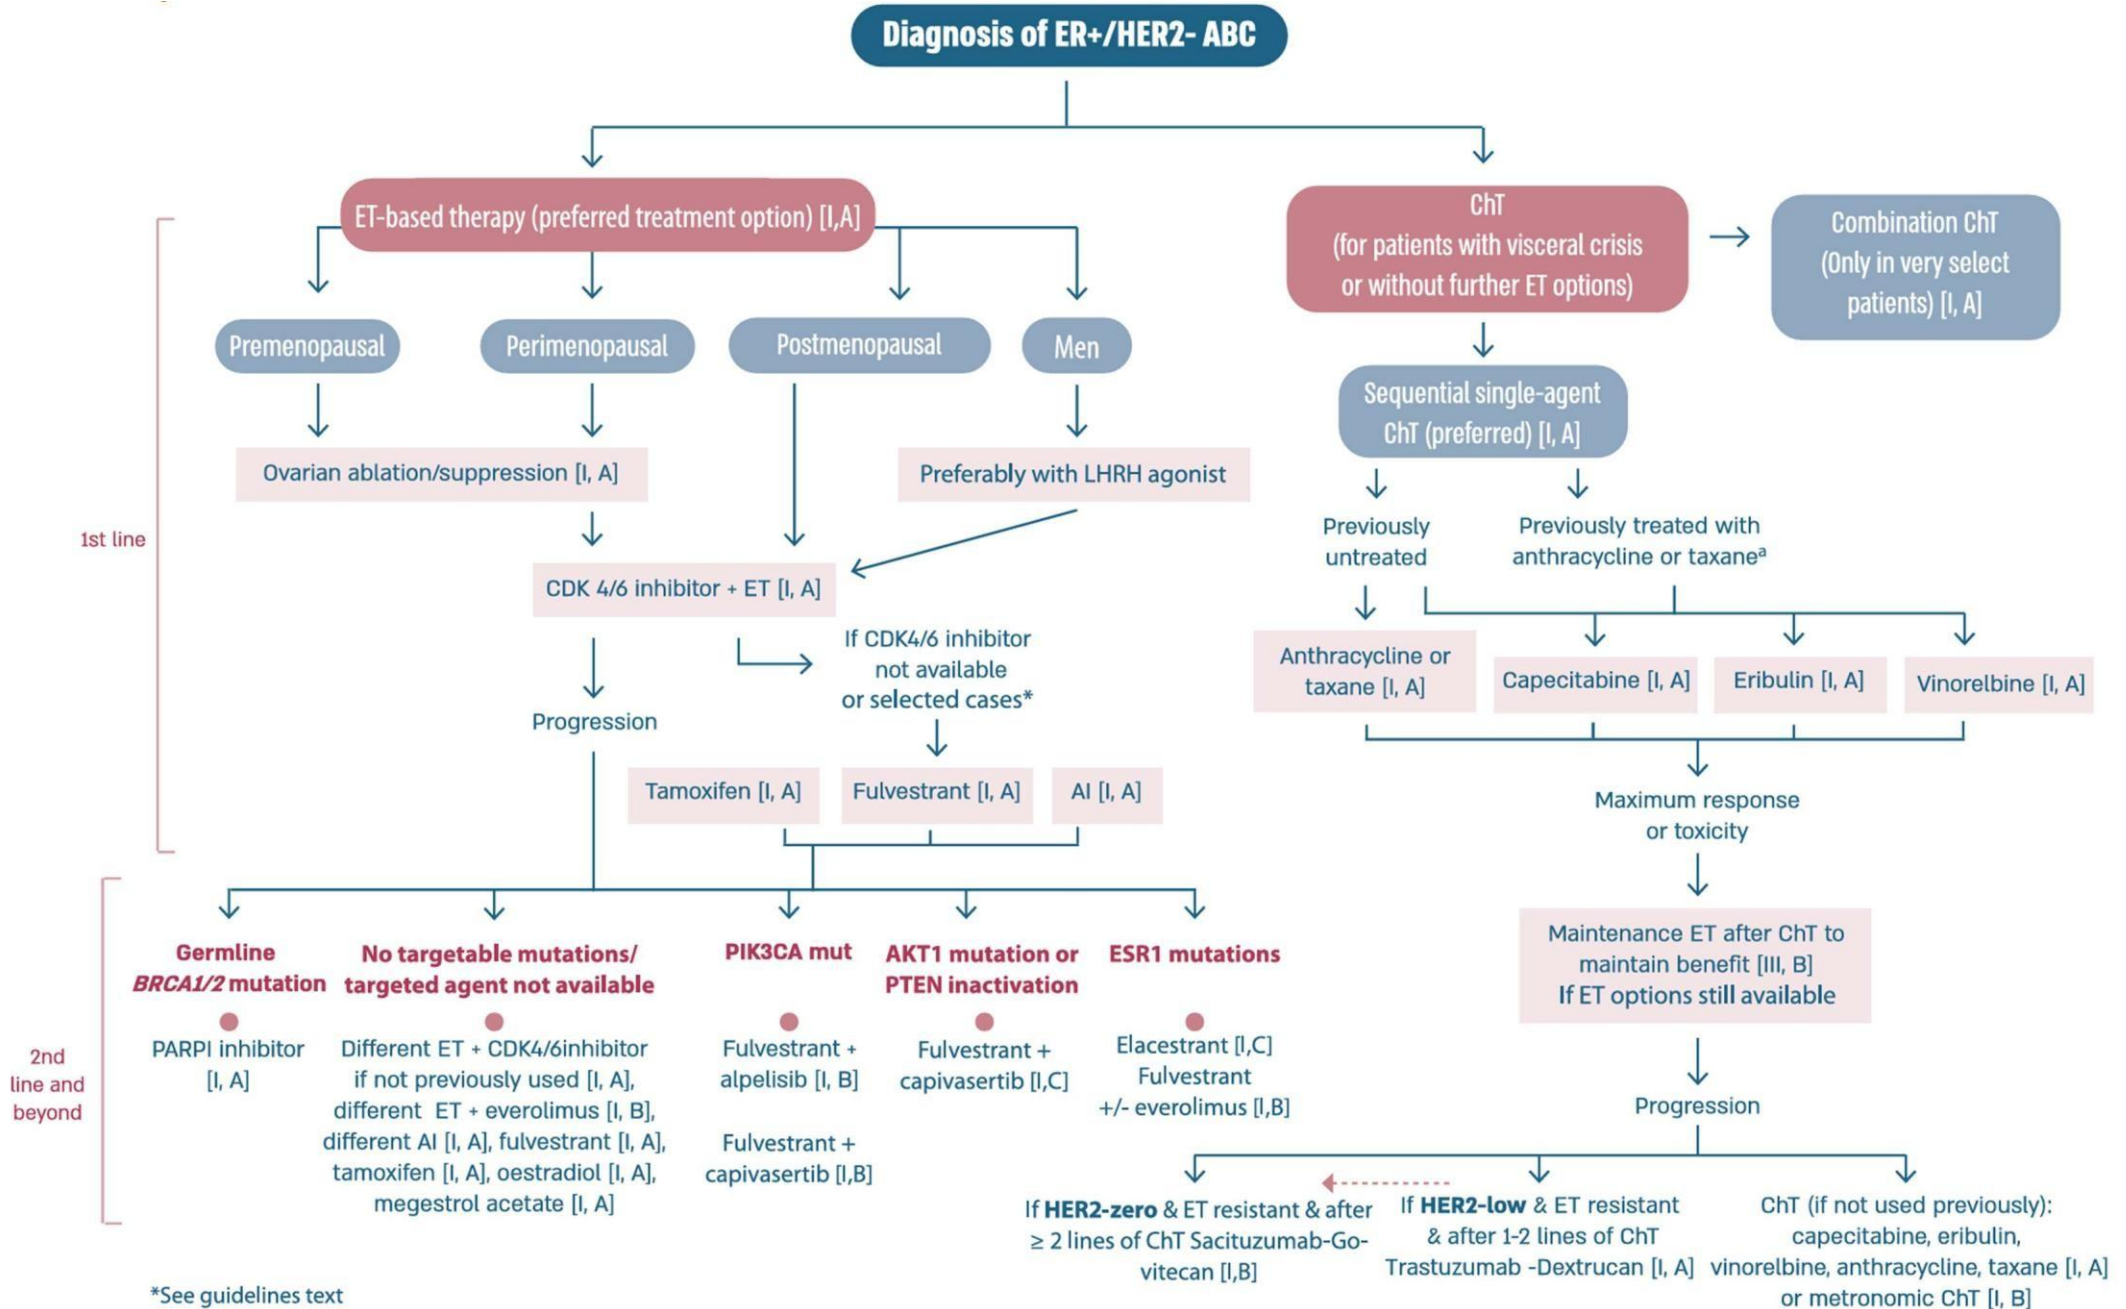 Diagnosis of ER+/HER2- ABC
ET-based therapy (preferred treatment option) [I,A]
ChT
(for patients with visceral crisis
or without further ET options)
Combination ChT
(Only in very select
patients) [I, A]
1st line
Premenopausal
Perimenopausal
Postmenopausal
Men
Ovarian ablation/suppression [I, A]
Preferably with LHRH agonist
CDK 4/6 inhibitor + ET [I, A]
If CDK4/6 inhibitor
not available
or selected cases*
Progression
Tamoxifen [I, A]
Fulvestrant [I, A]
AI [I, A]
Sequential single-agent
ChT (preferred) [I, A]
Previously
untreated
Previously treated with
anthracycline or taxaneª
Anthracycline or
taxane [I, A]
Capecitabine [I, A]
Eribulin [I, A]
Vinorelbine [I, A]
Maximum response
or toxicity
Maintenance ET after ChT to
maintain benefit [III, B]
If ET options still available
Progression
2nd
line and
beyond
Germline
BRCA1/2 mutation
PARPI inhibitor
[I, A]
No targetable mutations/
targeted agent not available
Different ET + CDK4/6inhibitor
if not previously used [I, A],
different ET + everolimus [I, B],
different AI [I, A], fulvestrant [I, A],
tamoxifen [I, A], oestradiol [I, A],
megestrol acetate [I, A]
PIK3CA mut
Fulvestrant +
alpelisib [I, B]
Fulvestrant +
capivasertib [I,B]
AKT1 mutation or
PTEN inactivation
Fulvestrant +
capivasertib [I,C]
ESR1 mutations
Elacestrant [I,C]
Fulvestrant
+/- everolimus [I,B]
If HER2-zero & ET resistant & after
≥ 2 lines of ChT Sacituzumab-Go-
vitecan [I,B]
If HER2-low & ET resistant
& after 1-2 lines of ChT
Trastuzumab -Dextrucan [I, A]
ChT (if not used previously):
capecitabine, eribulin,
vinorelbine, anthracycline, taxane [I, A]
or metronomic ChT [I, B]
*See guidelines text